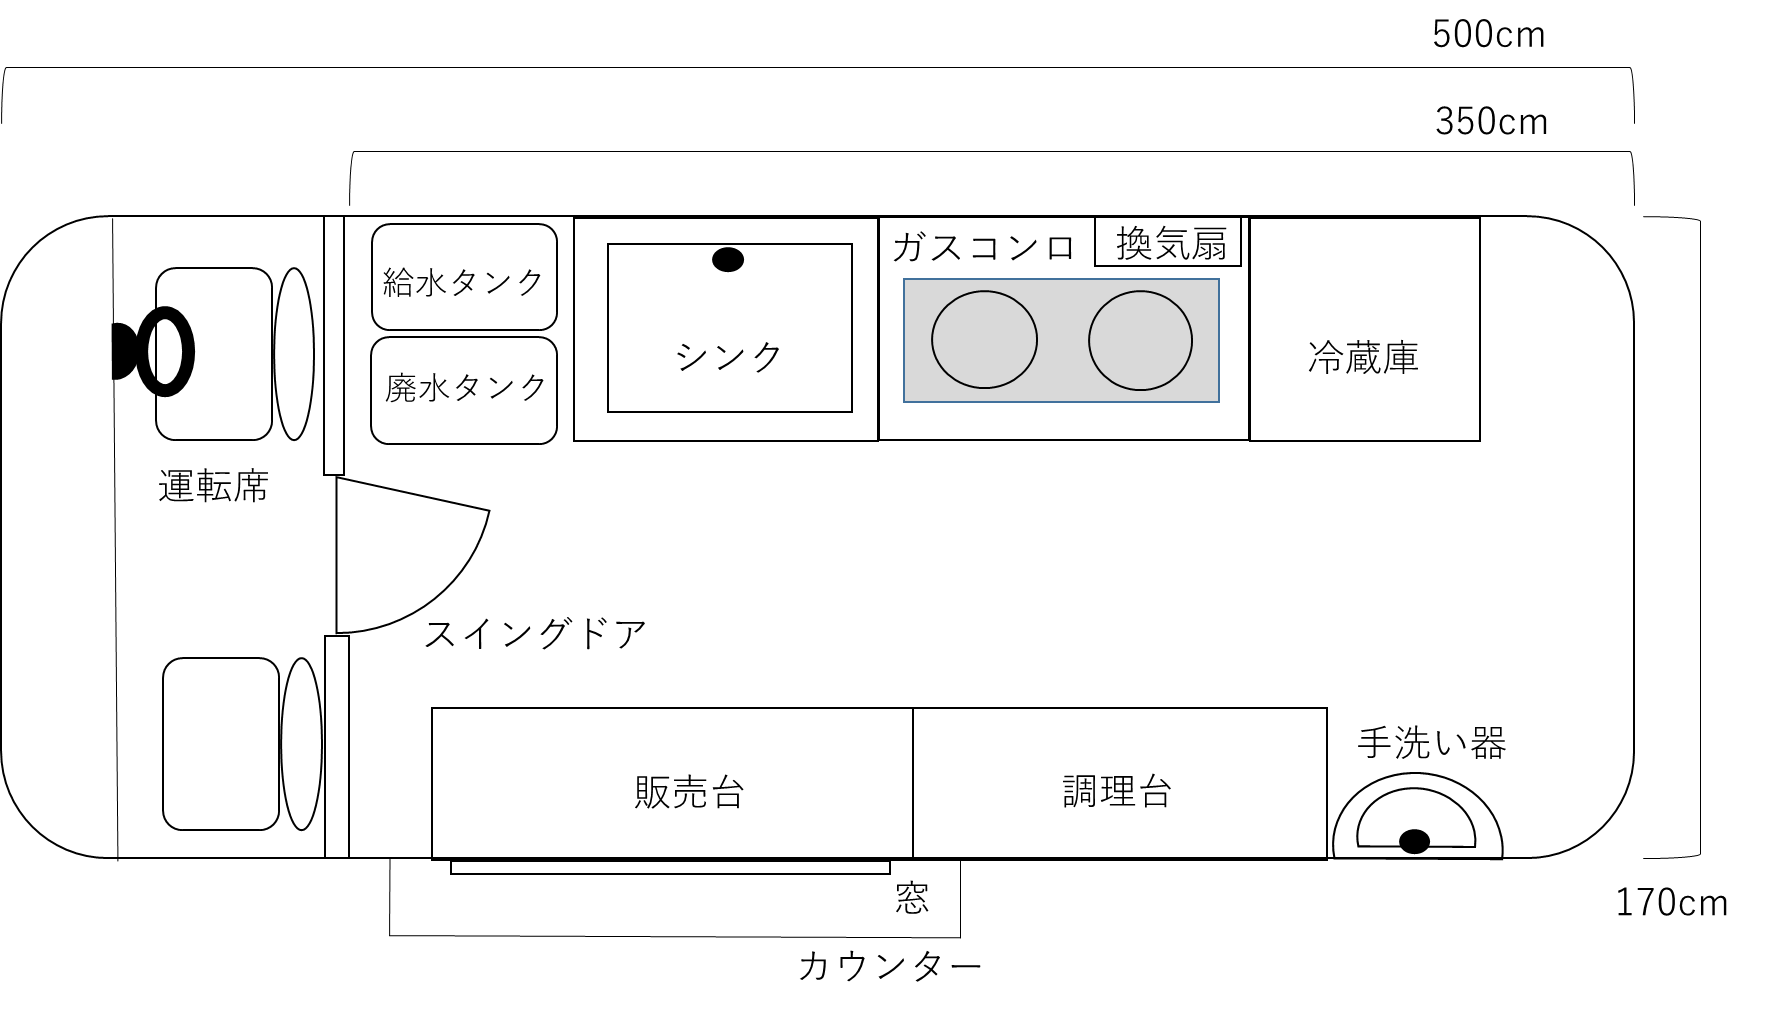 500cm
350cm
給水タンク
廃水タンク
シンク
ガスコンロ
換気扇
冷蔵庫
運転席
スイングドア
販売台
調理台
手洗い器
窓
カウンター
170cm